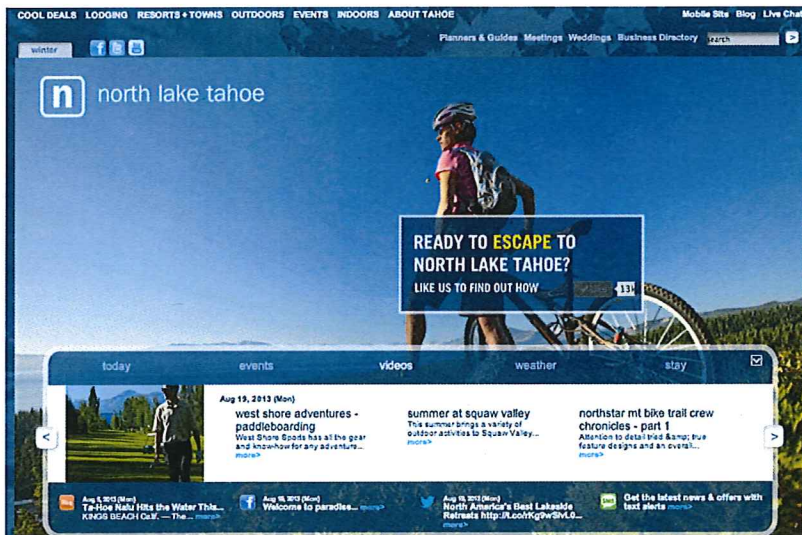 COOL DEALS LODGING RESORTS + TOWNS OUTDOORS EVENTS INDOORS ABOUT TAHOE
Mobile Site Blog Live Chat
winter
Planners & Guides Meetings Weddings Business Directory search
n north lake tahoe
READY TO ESCAPE TO
NORTH LAKE TAHOE?
LIKE US TO FIND OUT HOW
13k
today events videos weather stay
Aug 19, 2013 (Mon)
west shore adventures -
paddleboarding
West Shore Sports has all the gear
and know-how for any adventure...
more>
summer at squaw valley
This summer brings a variety of
outdoor activities to Squaw Valley...
more>
northstar mt bike trail crew
chronicles - part 1
Attention to detail tried &amp; true
feature designs and an overall...
more>
Aug 5, 2013 (Mon)
Ta-Hoe Nalu Hits the Water This...
KINGS BEACH Calif. — The... more>
Aug 19, 2013 (Mon)
Welcome to paradise... more>
Aug 19, 2013 (Mon)
North America's Best Lakeside
Retreats
more>
Get the latest news & offers with
text alerts more>